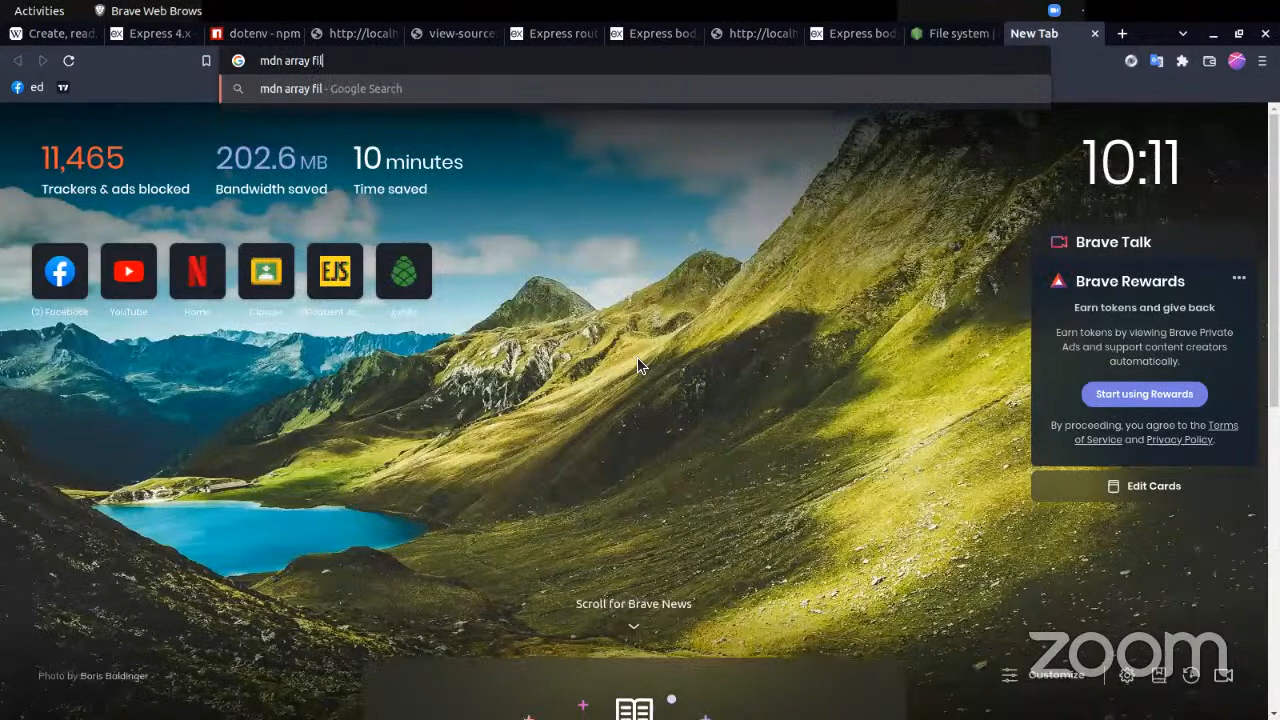 Activities
Brave Web Brows
Create, read,
Express 4.x
dotenv - npm
http://localh
view-source:
Express rout
Express bod
http://localh
Express bod
File system |
New Tab
mdn array fil
ed
mdn array fil - Google Search
11,465
Trackers & ads blocked
202.6 MB
Bandwidth saved
10 minutes
Time saved
10:11
(2) Facebook
YouTube
Home
EJS
Brave Talk
Brave Rewards
Earn tokens and give back
Earn tokens by viewing Brave Private
Ads and support content creators
automatically.
Start using Rewards
By proceeding, you agree to the Terms
of Service and Privacy Policy.
Edit Cards
Scroll for Brave News
Photo by Boris Baldinger
Customize
zoom